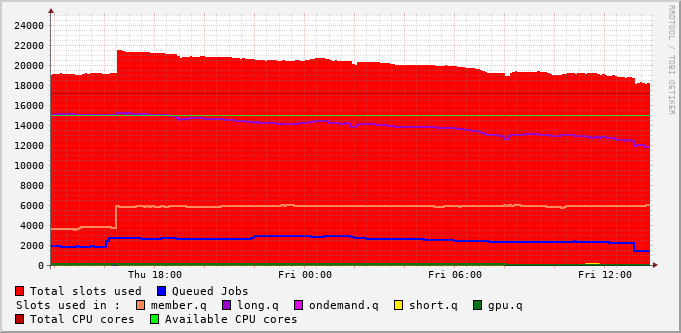 RRDTOOL / TOBI OETIKER
24000
22000
20000
18000
16000
14000
12000
10000
8000
6000
4000
2000
0
Thu 18:00 Fri 00:00 Fri 06:00 Fri 12:00
Total slots used Queued Jobs
Slots used in : member.q long.q ondemand.q short.q gpu.q
Total CPU cores Available CPU cores